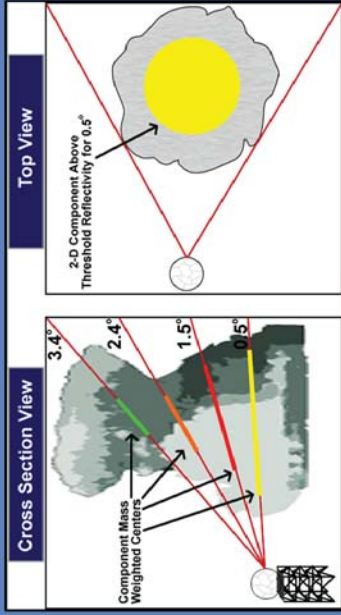 Cross Section View
3.4°
2.4°
1.5°
0.5°
Component Mass
Weighted Centers
Top View
2-D Component Above
Threshold Reflectivity for 0.5°